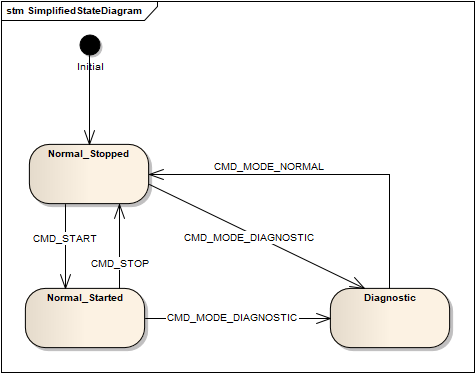 stm SimplifiedStateDiagram
Initial
Normal_Stopped
CMD_MODE_NORMAL
CMD_START
CMD_MODE_DIAGNOSTIC
CMD_STOP
Normal_Started
Diagnostic
CMD_MODE_DIAGNOSTIC